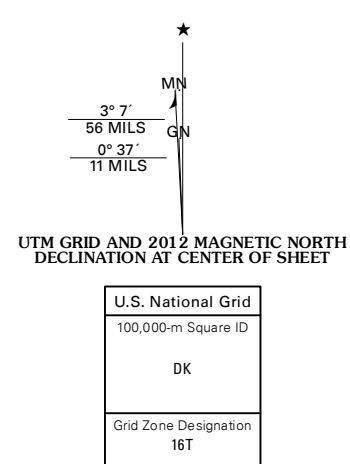 MN
3° 7´
56 MILS
GN
0° 37´
11 MILS
UTM GRID AND 2012 MAGNETIC NORTH
DECLINATION AT CENTER OF SHEET
U.S. National Grid
100,000-m Square ID
DK
Grid Zone Designation
16T